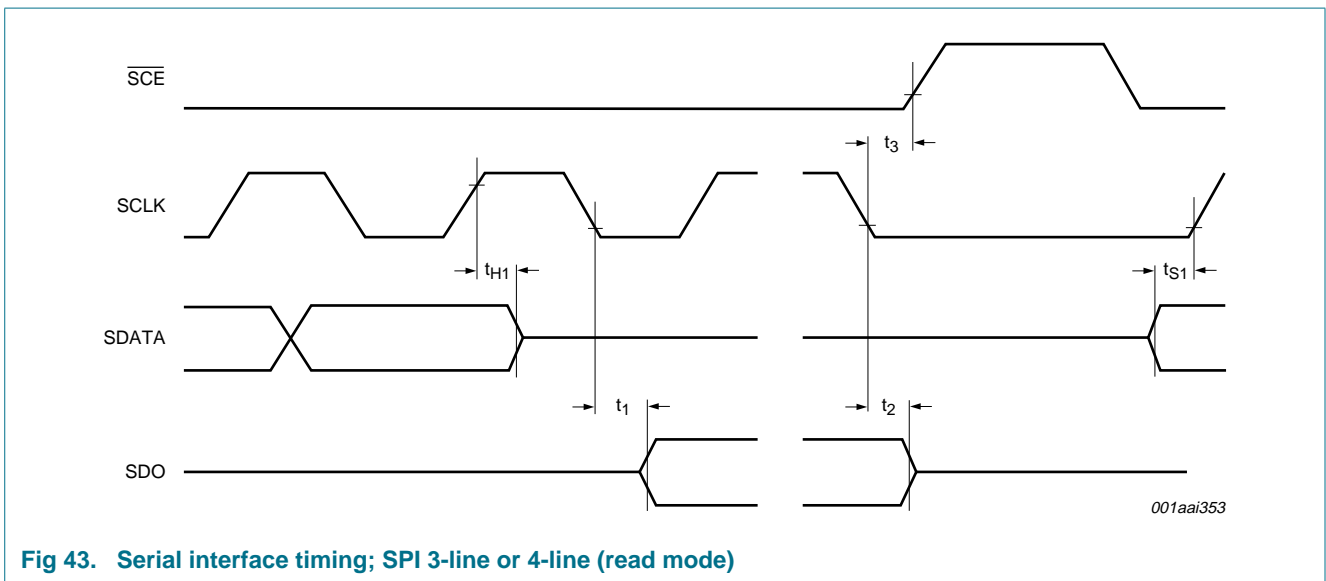 SCE
t3
SCLK
tH1
tS1
SDATA
t1
t2
SDO
001aai353
Fig 43. Serial interface timing; SPI 3-line or 4-line (read mode)